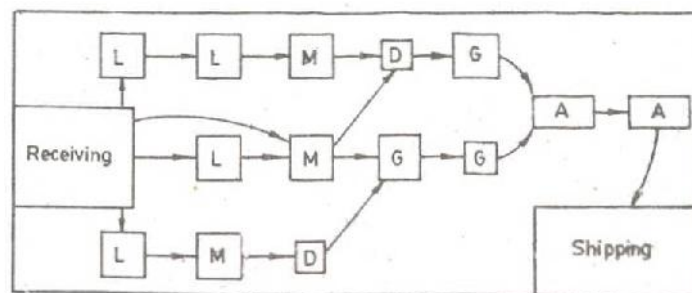 L L M D G
A A
Receiving L M G G
L M D
Shipping